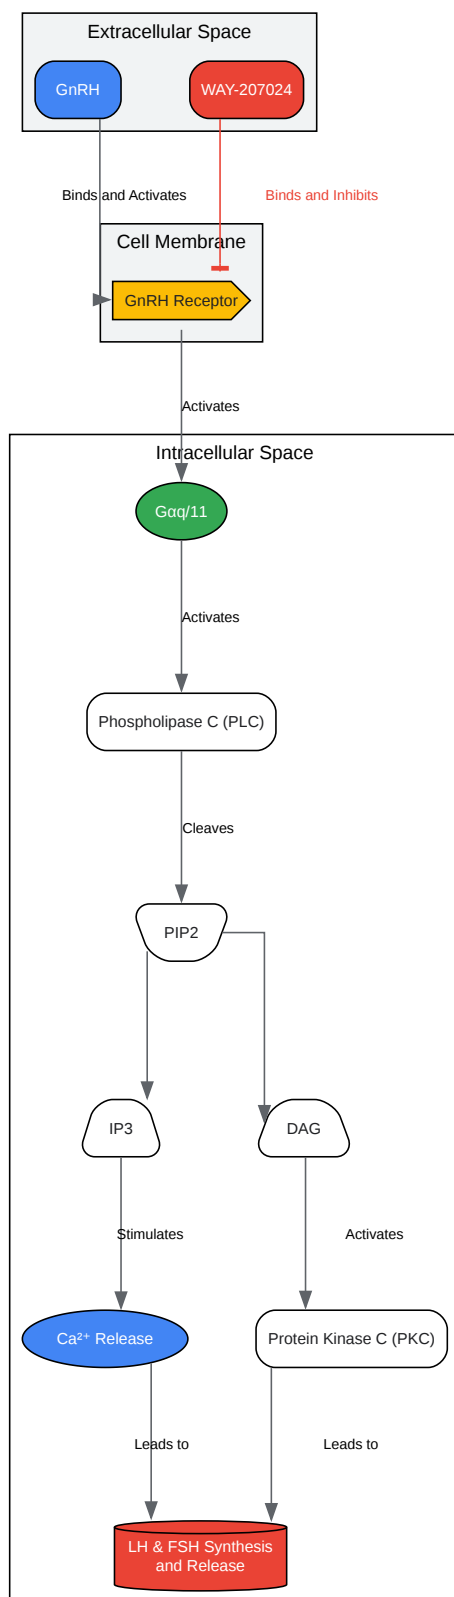 Extracellular Space
GnRH
WAY-207024
Binds and Activates
Binds and Inhibits
Cell Membrane
GnRH Receptor
Activates
Intracellular Space
Gαq/11
Activates
Phospholipase C (PLC)
Cleaves
PIP2
IP3
DAG
Stimulates
Activates
Ca²⁺ Release
Protein Kinase C (PKC)
Leads to
Leads to
LH & FSH Synthesis
and Release